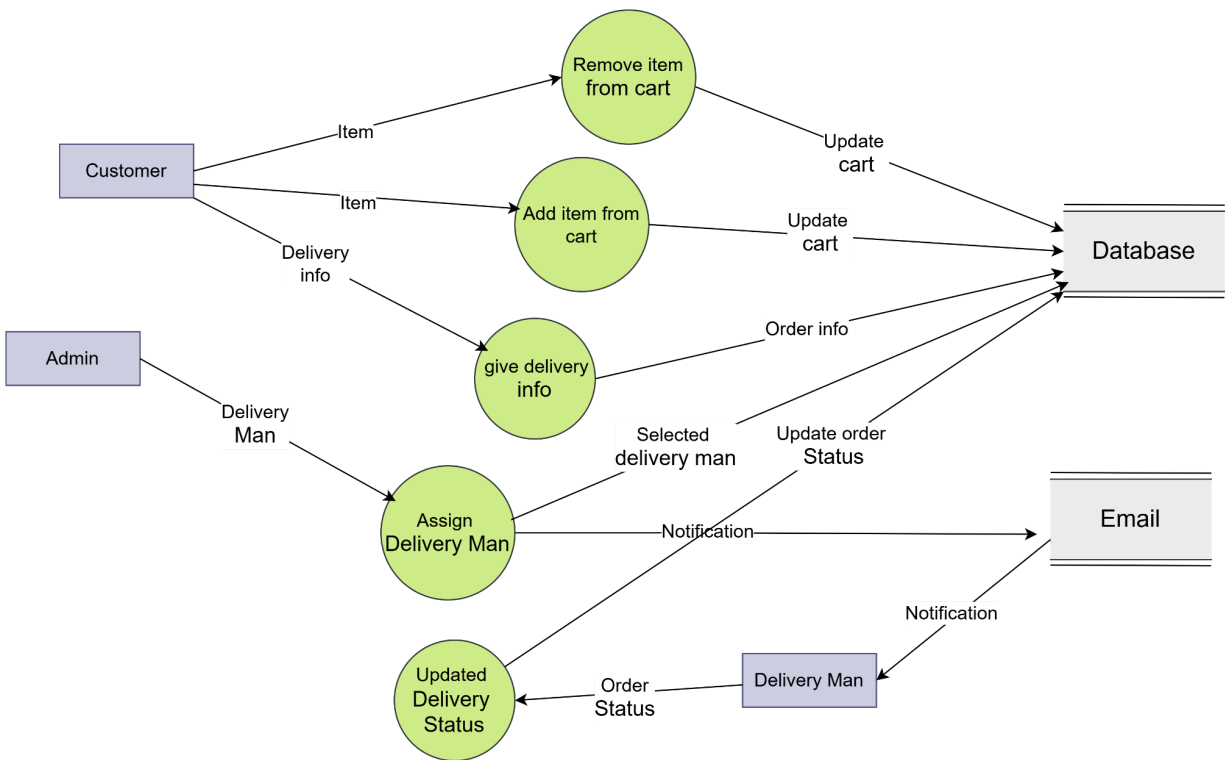 Remove item
from cart
Item
Customer
Update
cart
Item
Add item from
cart
Update
cart
Database
Delivery
info
Order info
Admin
give delivery
info
Delivery
Man
Selected
delivery man
Update order
Status
Assign
Delivery Man
Notification
Email
Notification
Updated
Delivery
Status
Order
Status
Delivery Man